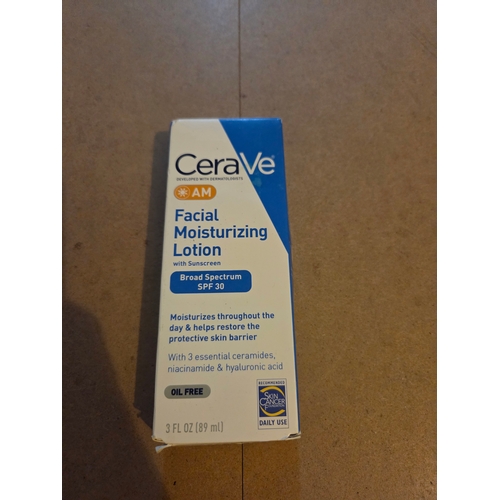 CeraVe
DEVELOPED WITH DERMATOLOGISTS
AM
Facial
Moisturizing
Lotion
with Sunscreen
Broad Spectrum
SPF 30
Moisturizes throughout the
day & helps restore the
protective skin barrier
With 3 essential ceramides,
niacinamide & hyaluronic acid
OIL FREE
RECOMMENDED
SKIN
CANCER
FOUNDATION
DAILY USE
3 FL OZ (89 ml)